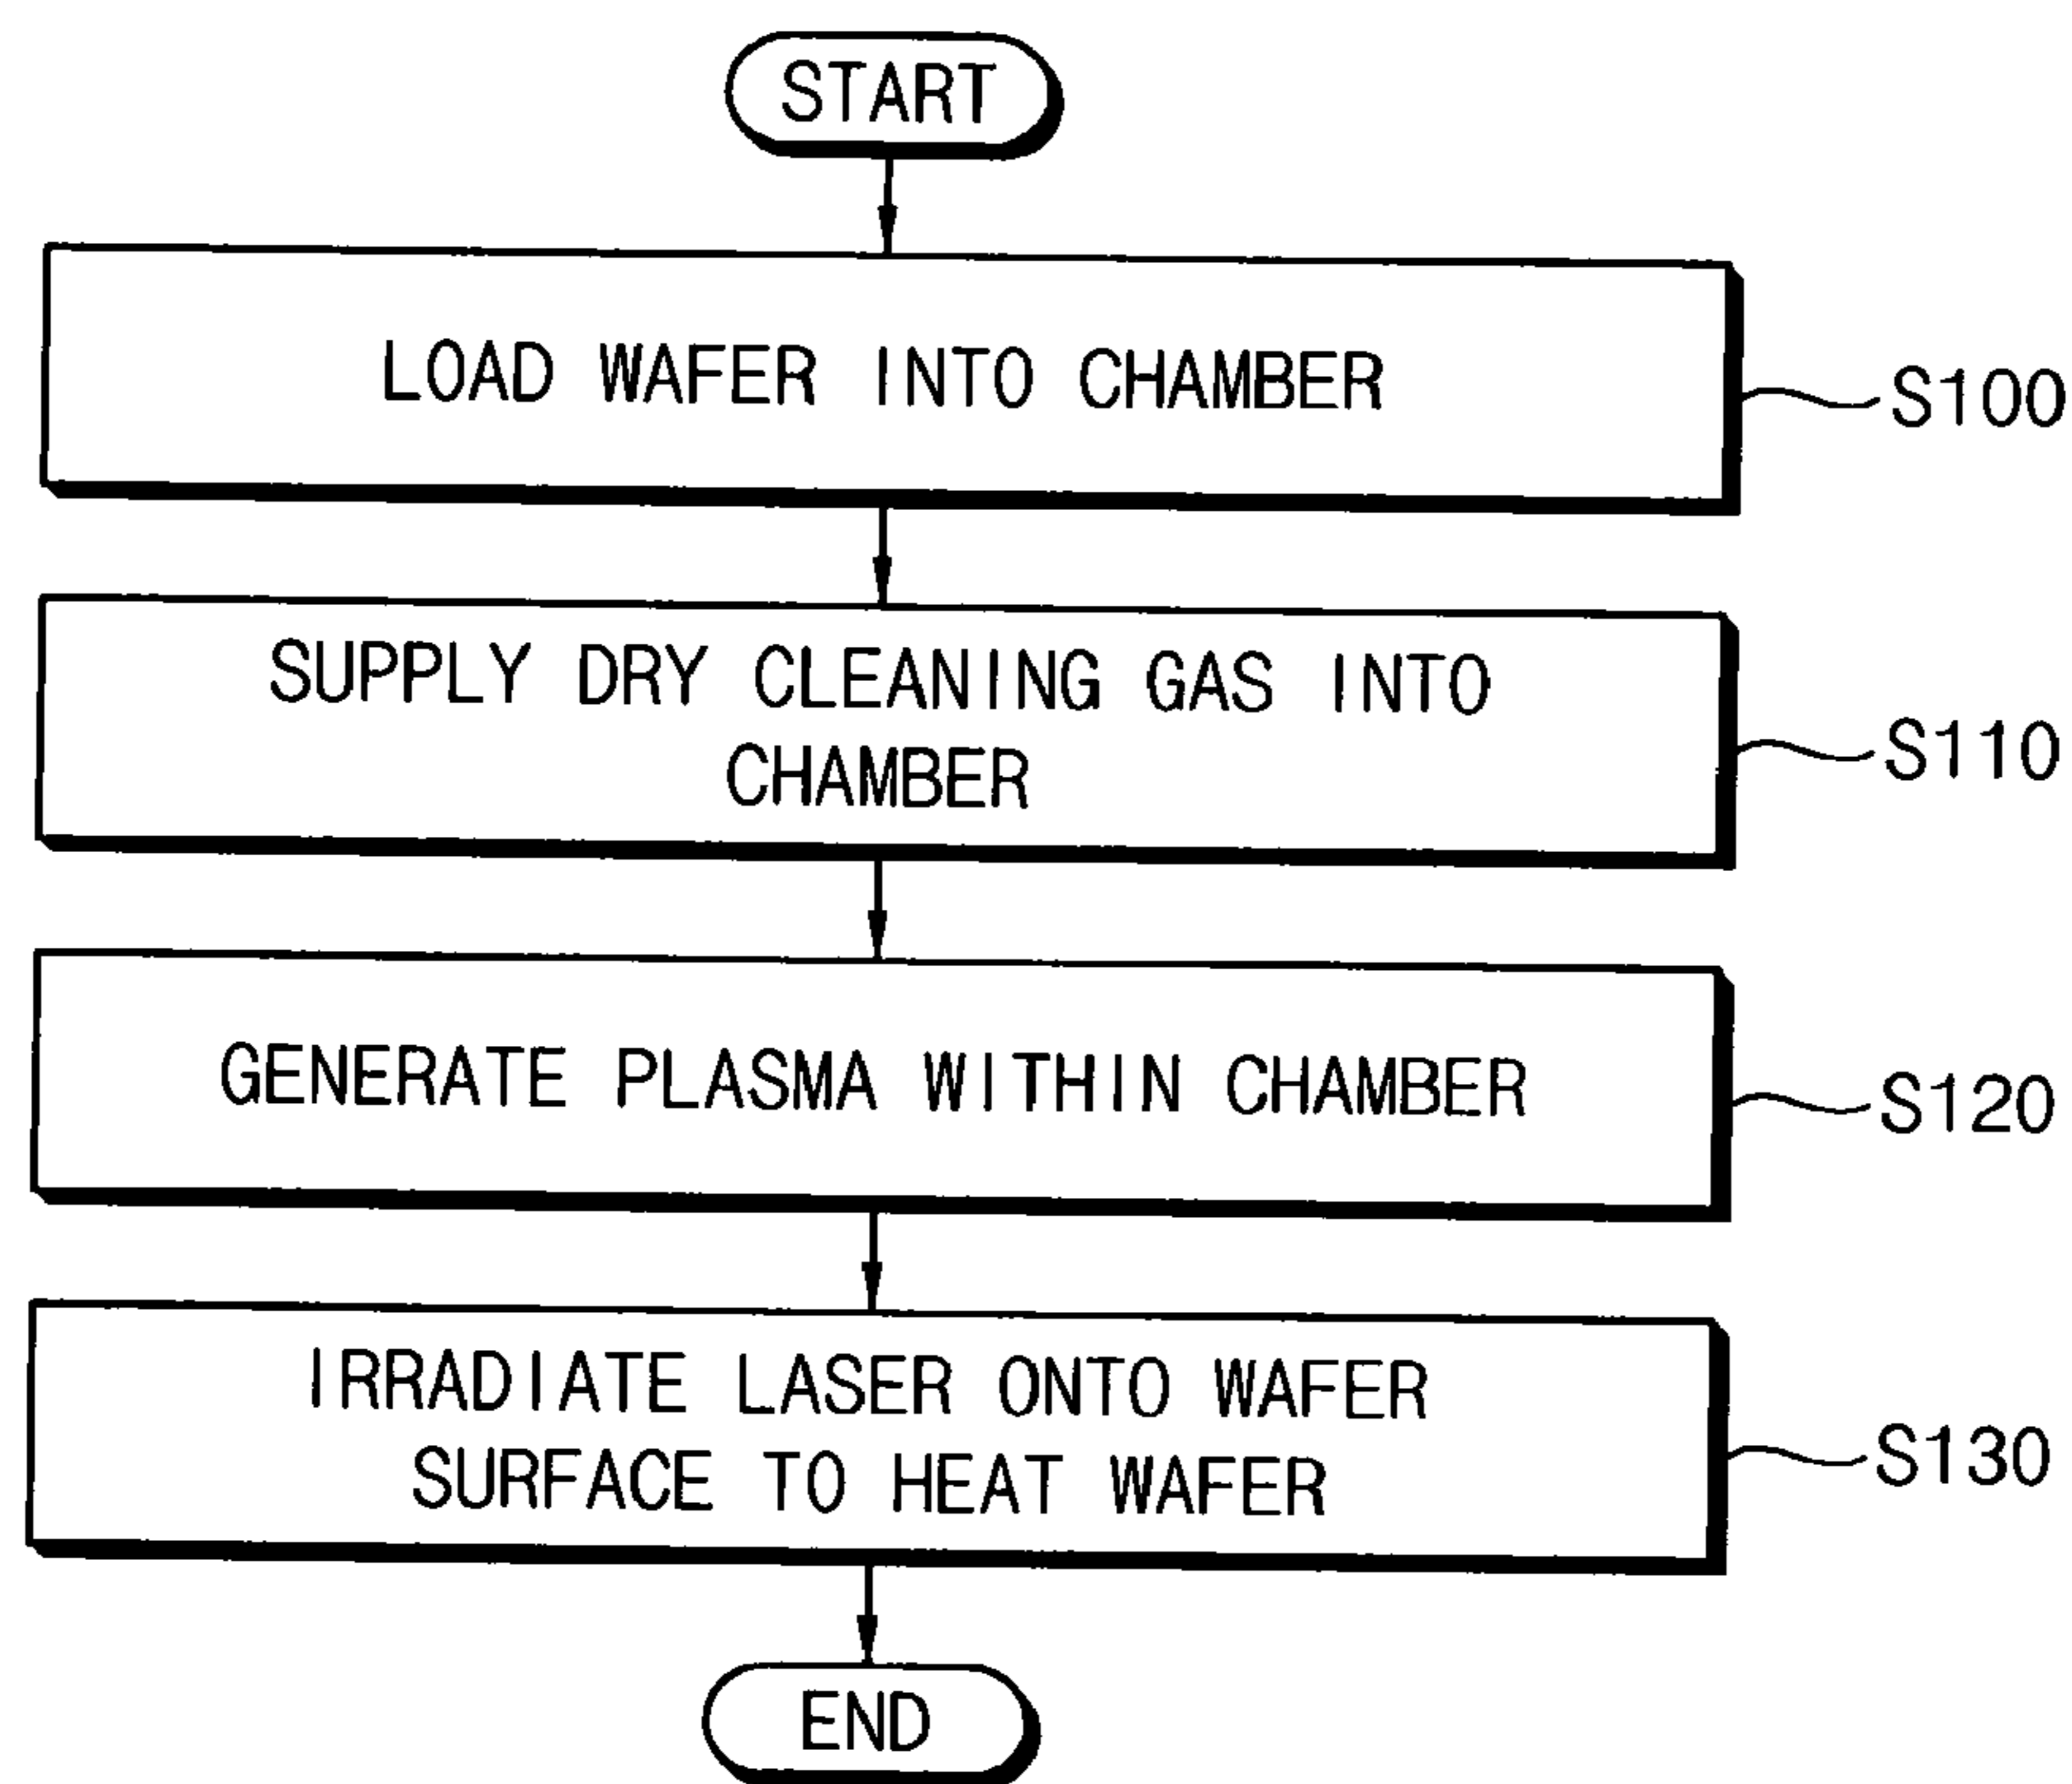 START
LOAD WAFER INTO CHAMBER
S100
SUPPLY DRY CLEANING GAS INTO
CHAMBER
S110
GENERATE PLASMA WITHIN CHAMBER
S120
IRRADIATE LASER ONTO WAFER
SURFACE TO HEAT WAFER
S130
END